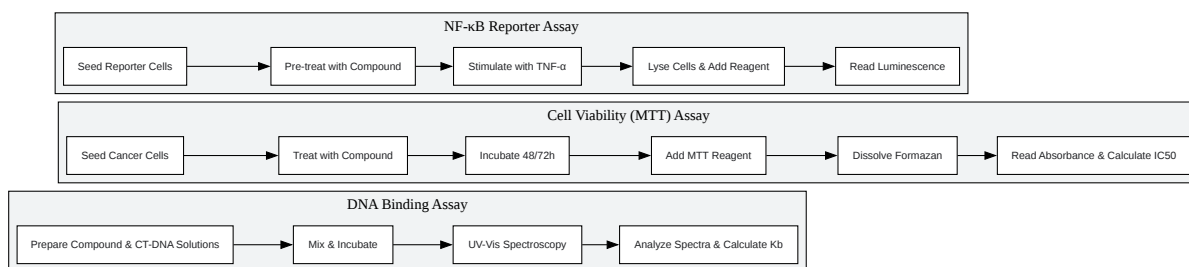 NF-κB Reporter Assay
Seed Reporter Cells
Pre-treat with Compound
Stimulate with TNF-α
Lyse Cells & Add Reagent
Read Luminescence
Cell Viability (MTT) Assay
Seed Cancer Cells
Treat with Compound
Incubate 48/72h
Add MTT Reagent
Dissolve Formazan
Read Absorbance & Calculate IC50
DNA Binding Assay
Prepare Compound & CT-DNA Solutions
Mix & Incubate
UV-Vis Spectroscopy
Analyze Spectra & Calculate Kb